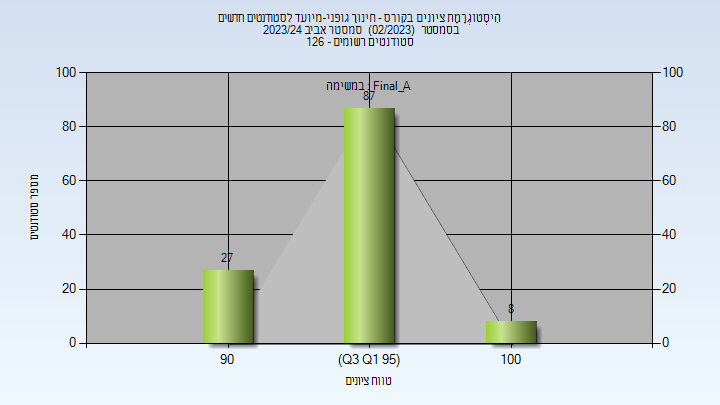 היסטוגרמת ציונים בקורס - חינוך גופני-מיועד לסטודנטים חדשים
בסמסטר (02/2023) סמסטר אביב 2023/24
סטודנטים רשומים - 126
במשימה : Final_A
100
80
60
40
20
0
100
80
60
40
20
0
מספר סטודנטים
27
87
8
90
(Q3 Q1 95)
100
טווח ציונים